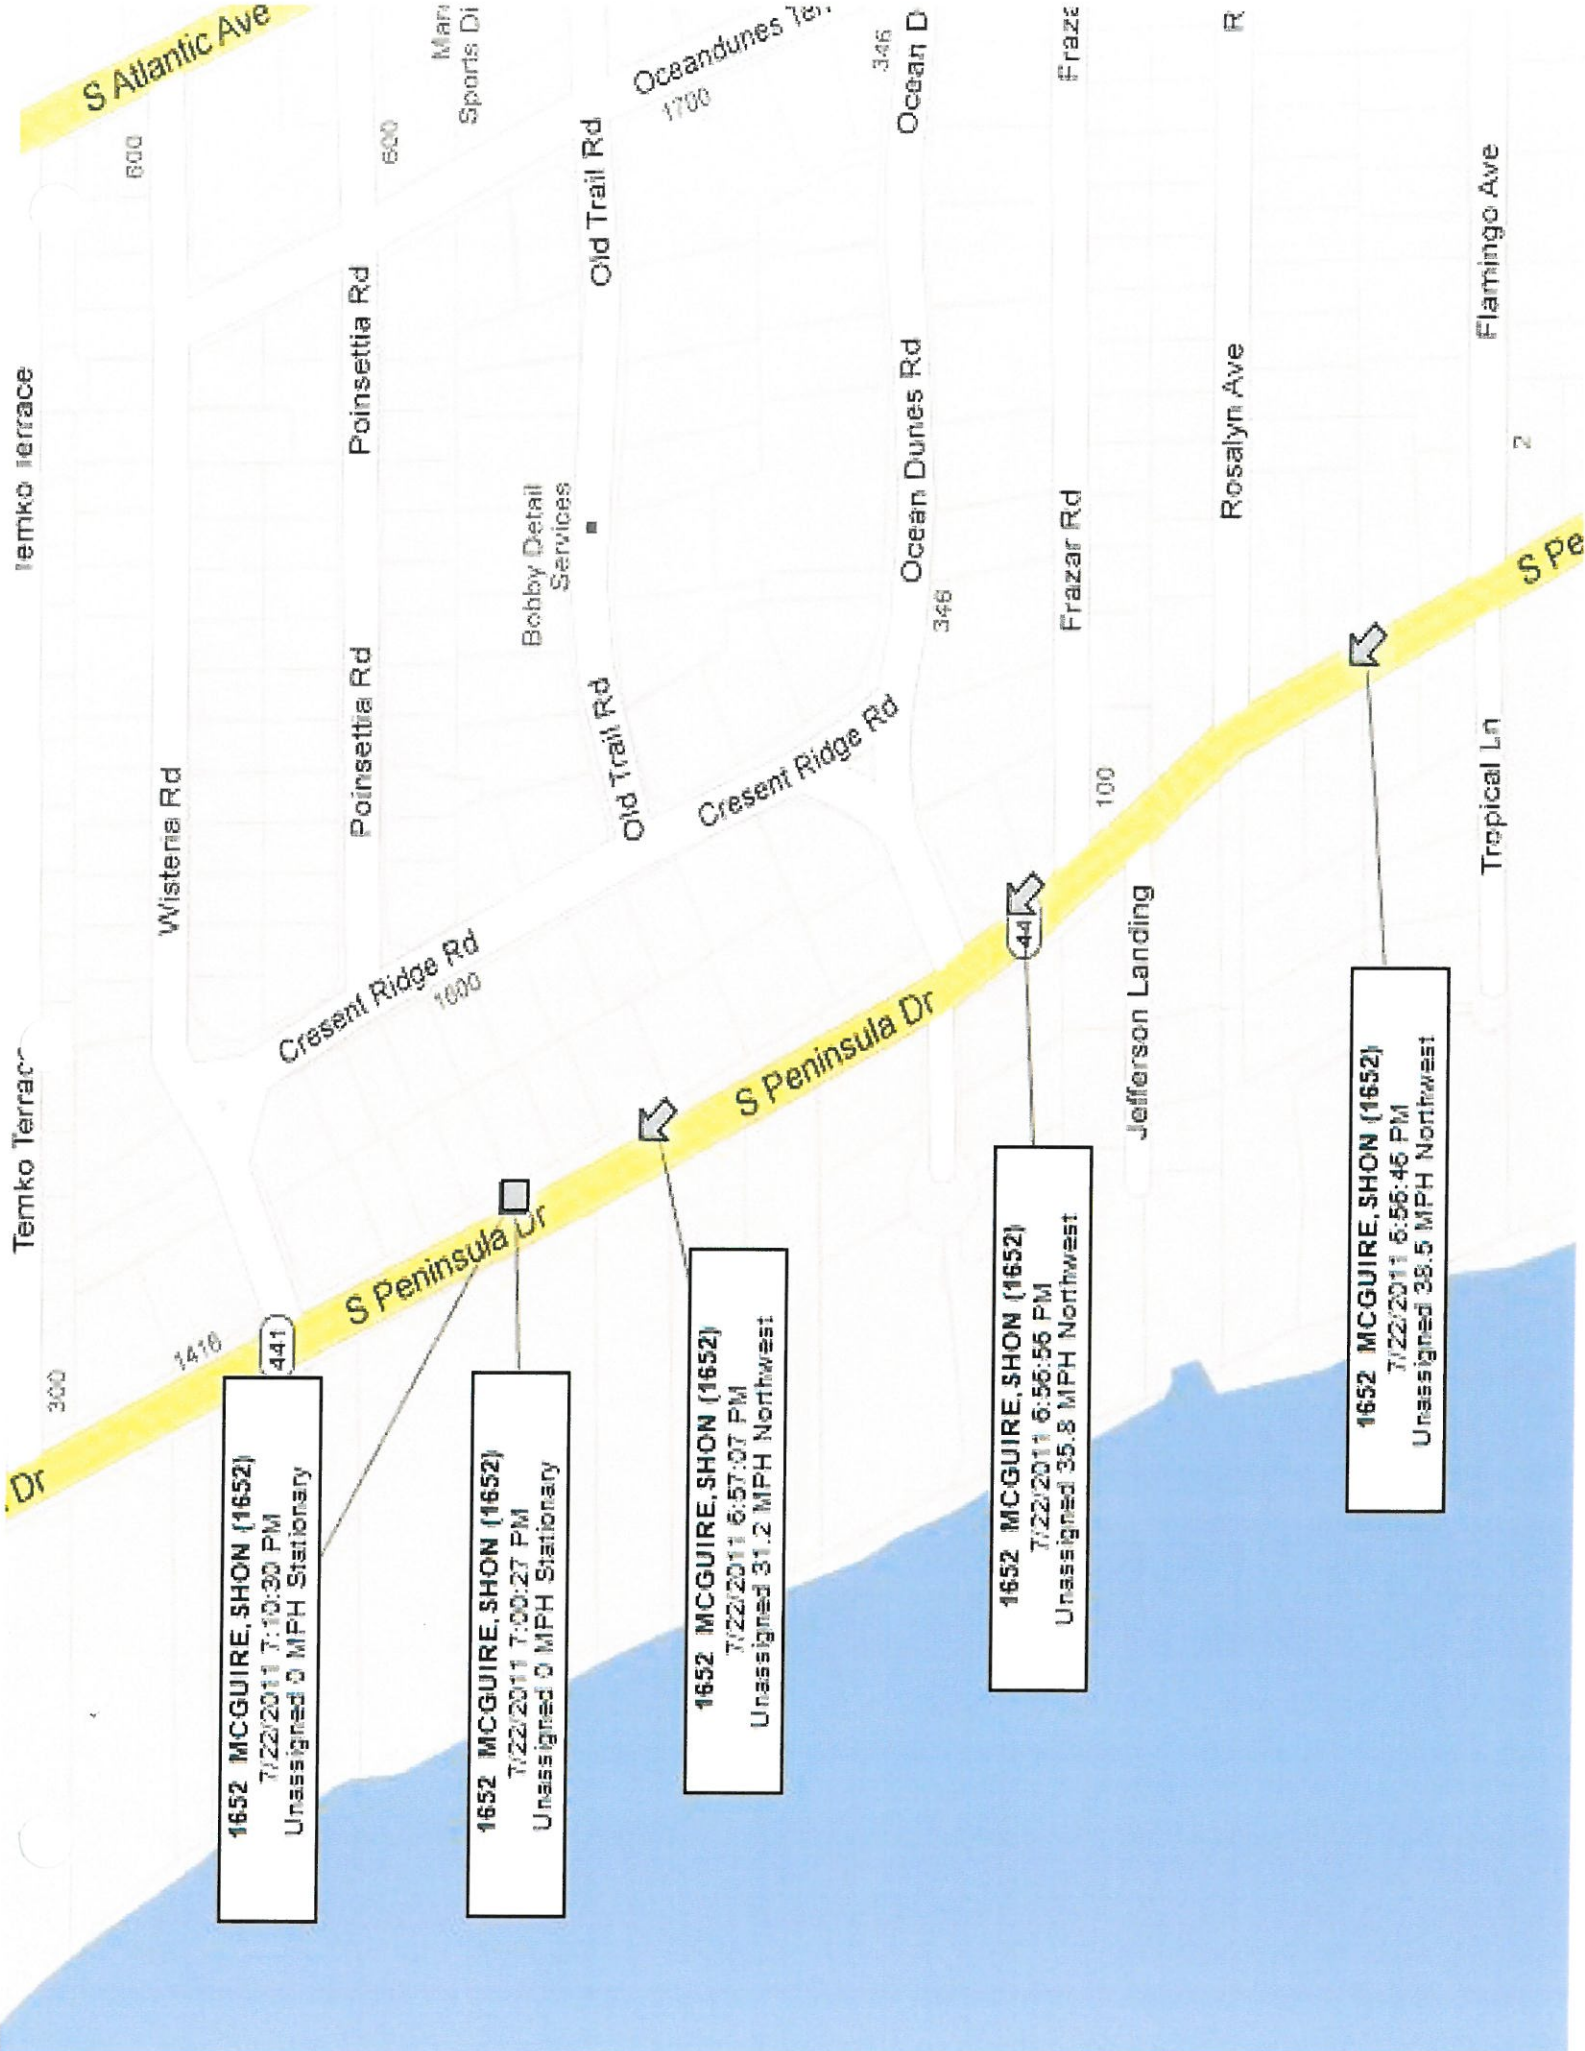 S Atlantic Ave
Sports Di
Oceandunes
1700
346
Ocean D
Fraza
R
600
600
Old Trail Rd
Flamingo Ave
Temko Terrace
Poinsettia Rd
Bobby Detail
Services
Ocean Dunes Rd
346
Frazar Rd
Rosalyn Ave
2
S Pe
Wisteria Rd
Poinsettia Rd
Old Trail Rd
Cresent Ridge Rd
100
Tropical Ln
Cresent Ridge Rd
1600
Jefferson Landing
Temko Terrac
S Peninsula Dr
44
S Peninsula Dr
441
1416
300
Dr
1652 MCGUIRE, SHON (1652)
7/22/2011 7:10:30 PM
Unassigned 0 MPH Stationary
1652 MCGUIRE, SHON (1652)
7/22/2011 7:00:27 PM
Unassigned 0 MPH Stationary
1652 MCGUIRE, SHON (1652)
7/22/2011 6:57:07 PM
Unassigned 31.2 MPH Northwest
1652 MCGUIRE, SHON (1652)
7/22/2011 6:56:56 PM
Unassigned 35.8 MPH Northwest
1652 MCGUIRE, SHON (1652)
7/22/2011 6:56:46 PM
Unassigned 38.5 MPH Northwest